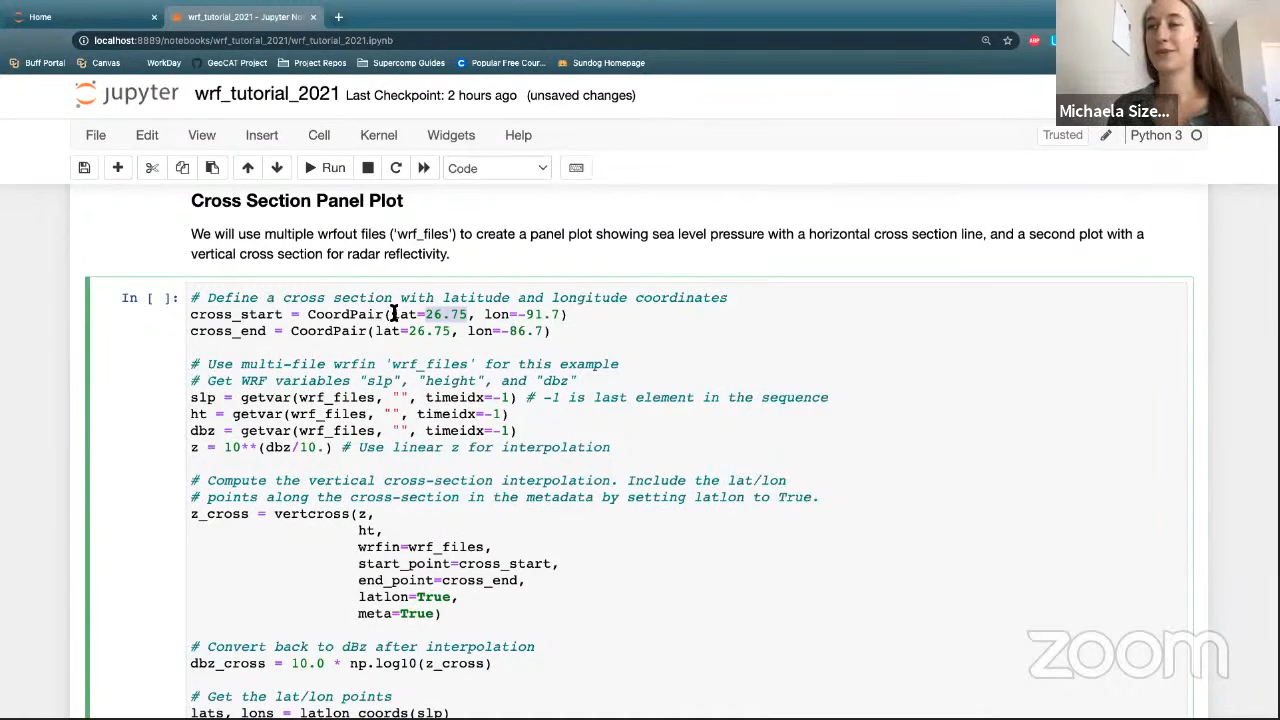 Home
wrf_tutorial_2021 - Jupyter No
localhost:8889/notebooks/wrf_tutorial_2021/wrf_tutorial_2021.ipynb
Buff Portal Canvas WorkDay GeoCAT Project Project Repos Supercomp Guides Popular Free Cour... Sundog Homepage
jupyter wrf_tutorial_2021 Last Checkpoint: 2 hours ago (unsaved changes)
Michaela Size...
File Edit View Insert Cell Kernel Widgets Help Trusted Python 3
Run Code
Cross Section Panel Plot
We will use multiple wrfout files ('wrf_files') to create a panel plot showing sea level pressure with a horizontal cross section line, and a second plot with a
vertical cross section for radar reflectivity.
In [ ]: # Define a cross section with latitude and longitude coordinates
cross_start = CoordPair(lat=26.75, lon=-91.7)
cross_end = CoordPair(lat=26.75, lon=-86.7)
# Use multi-file wrfin 'wrf_files' for this example
# Get WRF variables "slp", "height", and "dbz"
slp = getvar(wrf_files, "", timeidx=-1) # -1 is last element in the sequence
ht = getvar(wrf_files, "", timeidx=-1)
dbz = getvar(wrf_files, "", timeidx=-1)
z = 10**(dbz/10.) # Use linear z for interpolation
# Compute the vertical cross-section interpolation. Include the lat/lon
# points along the cross-section in the metadata by setting latlon to True.
z_cross = vertcross(z,
ht,
wrfin=wrf_files,
start_point=cross_start,
end_point=cross_end,
latlon=True,
meta=True)
# Convert back to dBz after interpolation
dbz_cross = 10.0 * np.log10(z_cross)
# Get the lat/lon points
lats, lons = latlon_coords(slp)
zoom